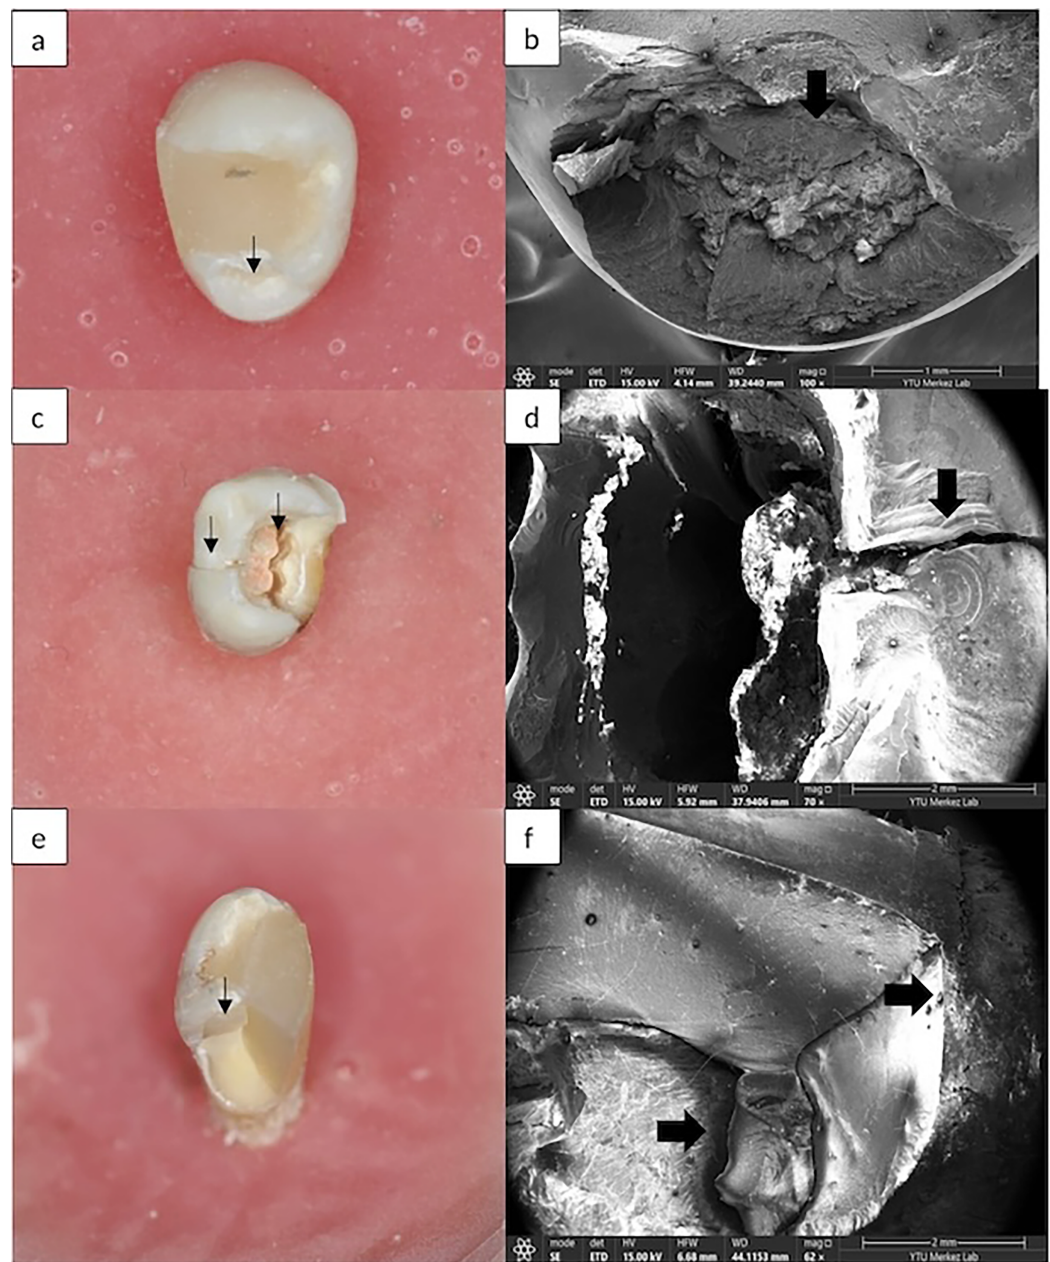 a
b
mode det HV HFW WD mag □ 1 mm
SE ETD 15.00 kV 4.14 mm 39.2440 mm 100 × YTU Merkez Lab
c
d
mode det HV HFW WD mag □ 2 mm
SE ETD 15.00 kV 5.92 mm 37.9406 mm 70 × YTU Merkez Lab
e
f
mode det HV HFW WD mag □ 2 mm
SE ETD 15.00 kV 6.68 mm 44.1153 mm 62 × YTU Merkez Lab